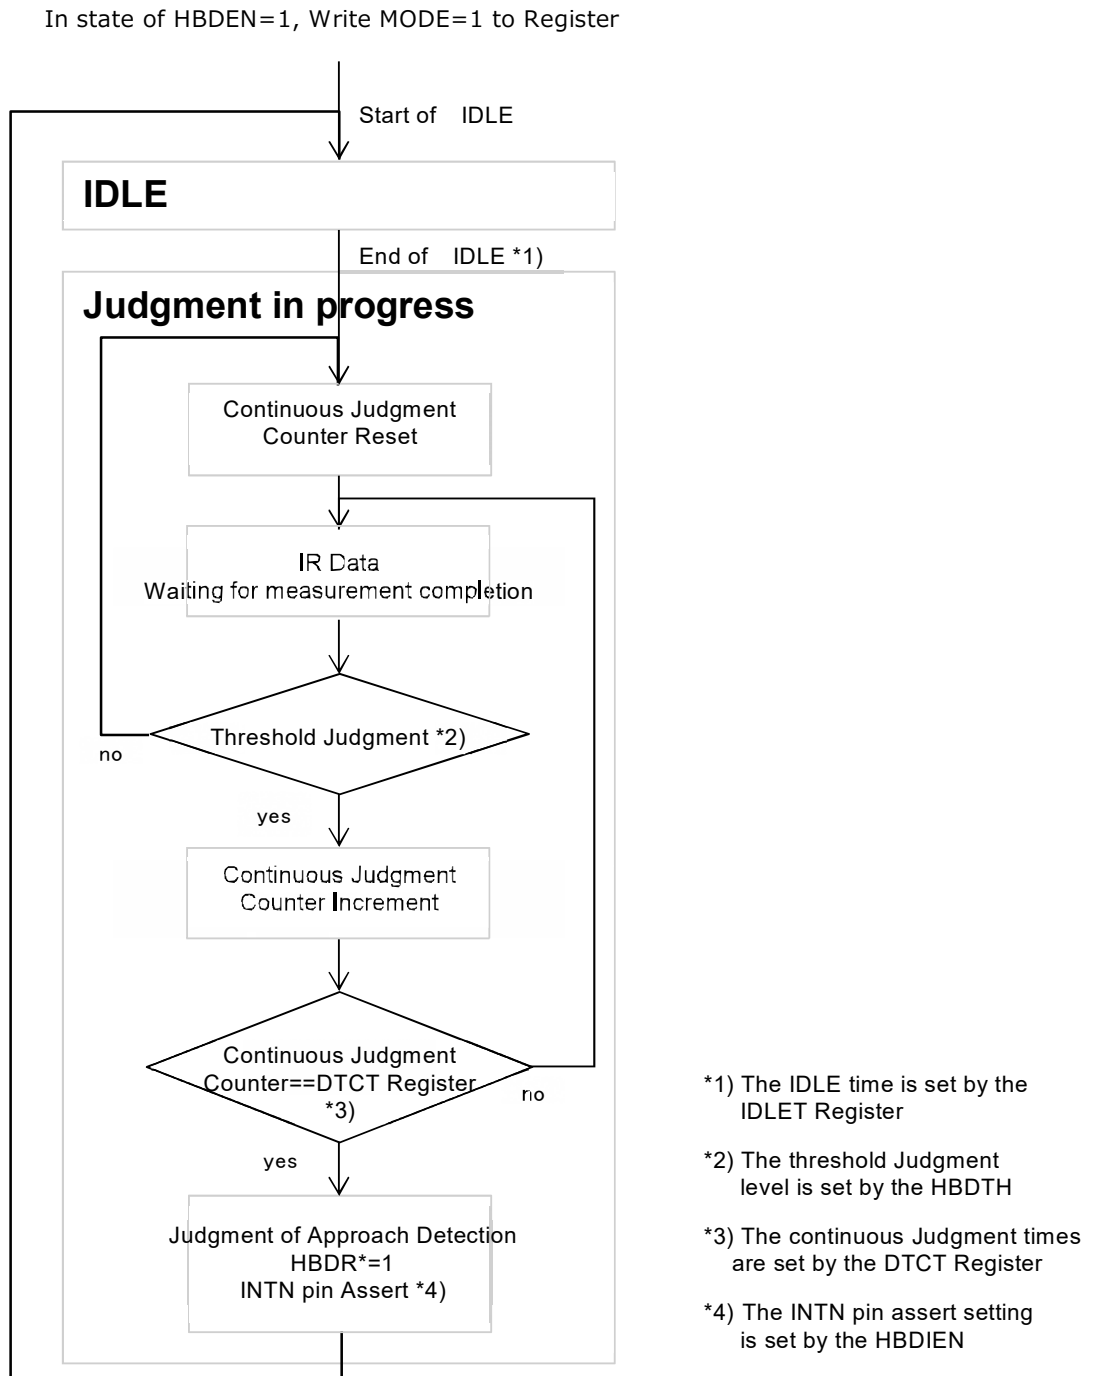 In state of HBDEN=1, Write MODE=1 to Register
Start of IDLE
IDLE
End of IDLE *1)
Judgment in progress
Continuous Judgment
Counter Reset
IR Data
Waiting for measurement completion
Threshold Judgment *2)
no
yes
Continuous Judgment
Counter Increment
Continuous Judgment
Counter==DTCT Register
*3)
no
yes
Judgment of Approach Detection
HBDR*=1
INTN pin Assert *4)
*1) The IDLE time is set by the
IDLET Register
*2) The threshold Judgment
level is set by the HBDTH
*3) The continuous Judgment times
are set by the DTCT Register
*4) The INTN pin assert setting
is set by the HBDIEN